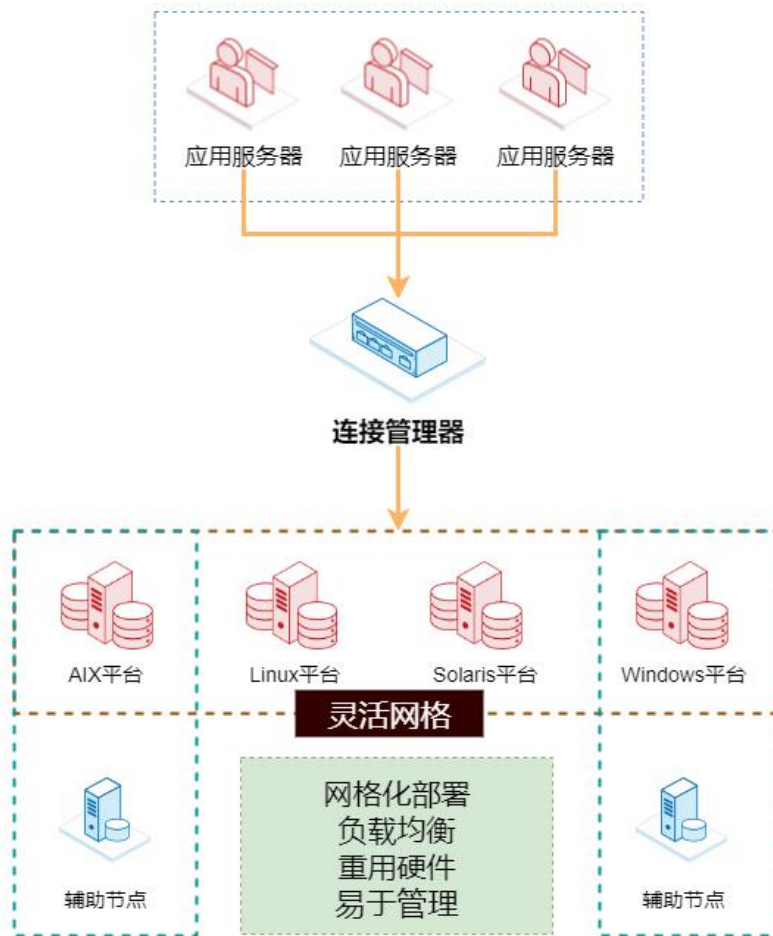 应用服务器
应用服务器
应用服务器
连接管理器
AIX平台
Linux平台
Solaris平台
Windows平台
灵活网格
网格化部署
负载均衡
重用硬件
易于管理
辅助节点
辅助节点